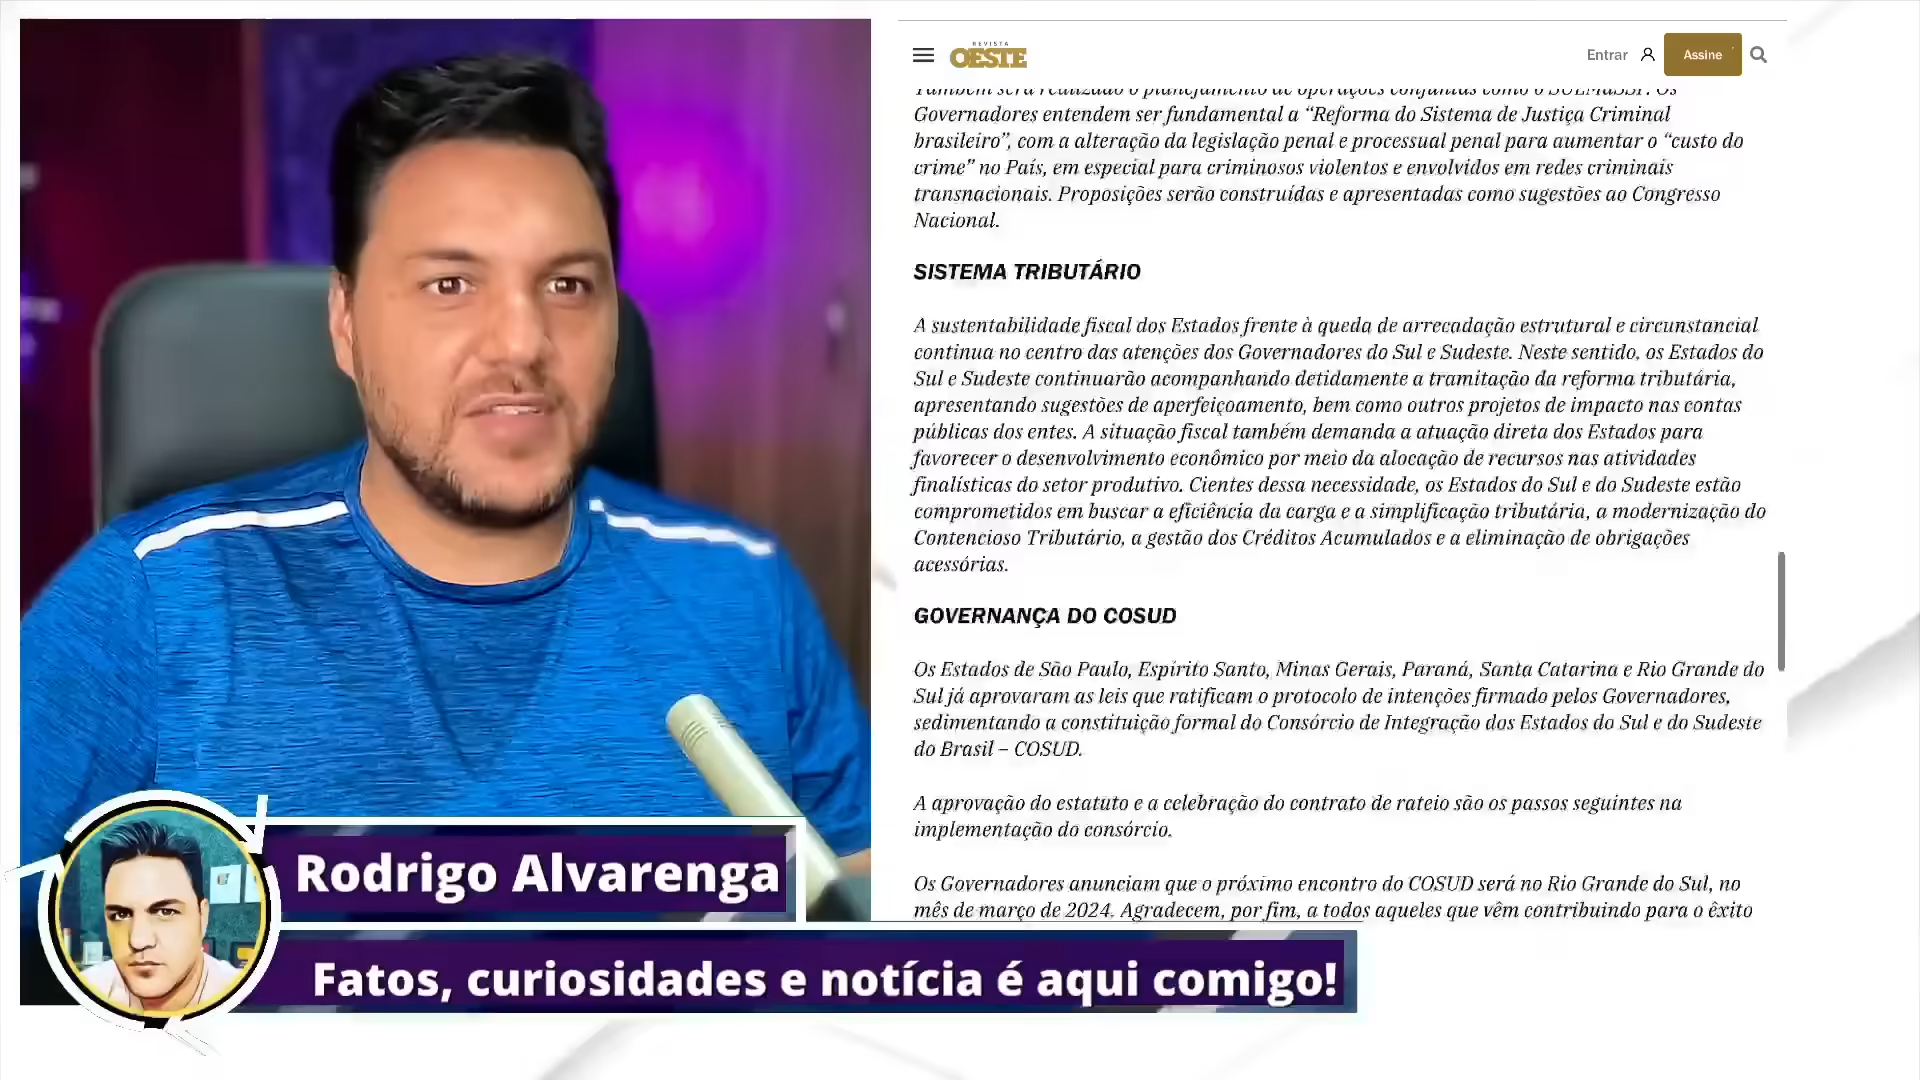 REVISTA
OESTE
Entrar
Assine
Também será realizado o planejamento de operações conjuntas como o SULMaSSP. Os
Governadores entendem ser fundamental a “Reforma do Sistema de Justiça Criminal
brasileiro”, com a alteração da legislação penal e processual penal para aumentar o “custo do
crime” no País, em especial para criminosos violentos e envolvidos em redes criminais
transnacionais. Proposições serão construídas e apresentadas como sugestões ao Congresso
Nacional.
SISTEMA TRIBUTÁRIO
A sustentabilidade fiscal dos Estados frente à queda de arrecadação estrutural e circunstancial
continua no centro das atenções dos Governadores do Sul e Sudeste. Neste sentido, os Estados do
Sul e Sudeste continuarão acompanhando detidamente a tramitação da reforma tributária,
apresentando sugestões de aperfeiçoamento, bem como outros projetos de impacto nas contas
públicas dos entes. A situação fiscal também demanda a atuação direta dos Estados para
favorecer o desenvolvimento econômico por meio da alocação de recursos nas atividades
finalísticas do setor produtivo. Cientes dessa necessidade, os Estados do Sul e do Sudeste estão
comprometidos em buscar a eficiência da carga e a simplificação tributária, a modernização do
Contencioso Tributário, a gestão dos Créditos Acumulados e a eliminação de obrigações
acessórias.
GOVERNANÇA DO COSUD
Os Estados de São Paulo, Espírito Santo, Minas Gerais, Paraná, Santa Catarina e Rio Grande do
Sul já aprovaram as leis que ratificam o protocolo de intenções firmado pelos Governadores,
sedimentando a constituição formal do Consórcio de Integração dos Estados do Sul e do Sudeste
do Brasil – COSUD.
A aprovação do estatuto e a celebração do contrato de rateio são os passos seguintes na
implementação do consórcio.
Os Governadores anunciam que o próximo encontro do COSUD será no Rio Grande do Sul, no
mês de março de 2024. Agradecem, por fim, a todos aqueles que vêm contribuindo para o êxito
Rodrigo Alvarenga
Fatos, curiosidades e notícia é aqui comigo!